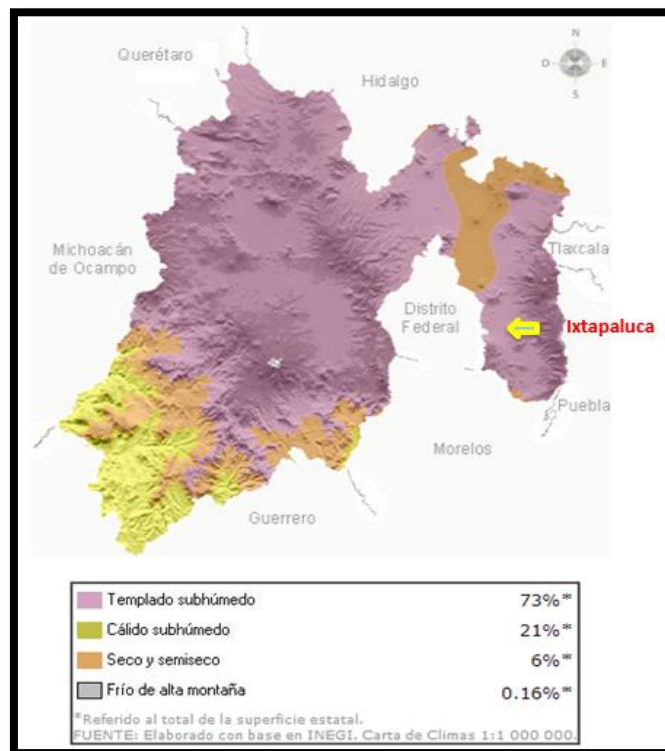 Querétaro
N
Hidalgo
O E
S
Michoacán
de Ocampo
Tlaxcala
Distrito
Federal
Ixtapaluca
Puebla
Morelos
Guerrero
Templado subhúmedo 73%*
Cálido subhúmedo 21%*
Seco y semiseco 6%*
Frío de alta montaña 0.16%*
*Referido al total de la superficie estatal.
FUENTE: Elaborado con base en INEGI. Carta de Climas 1:1 000 000.